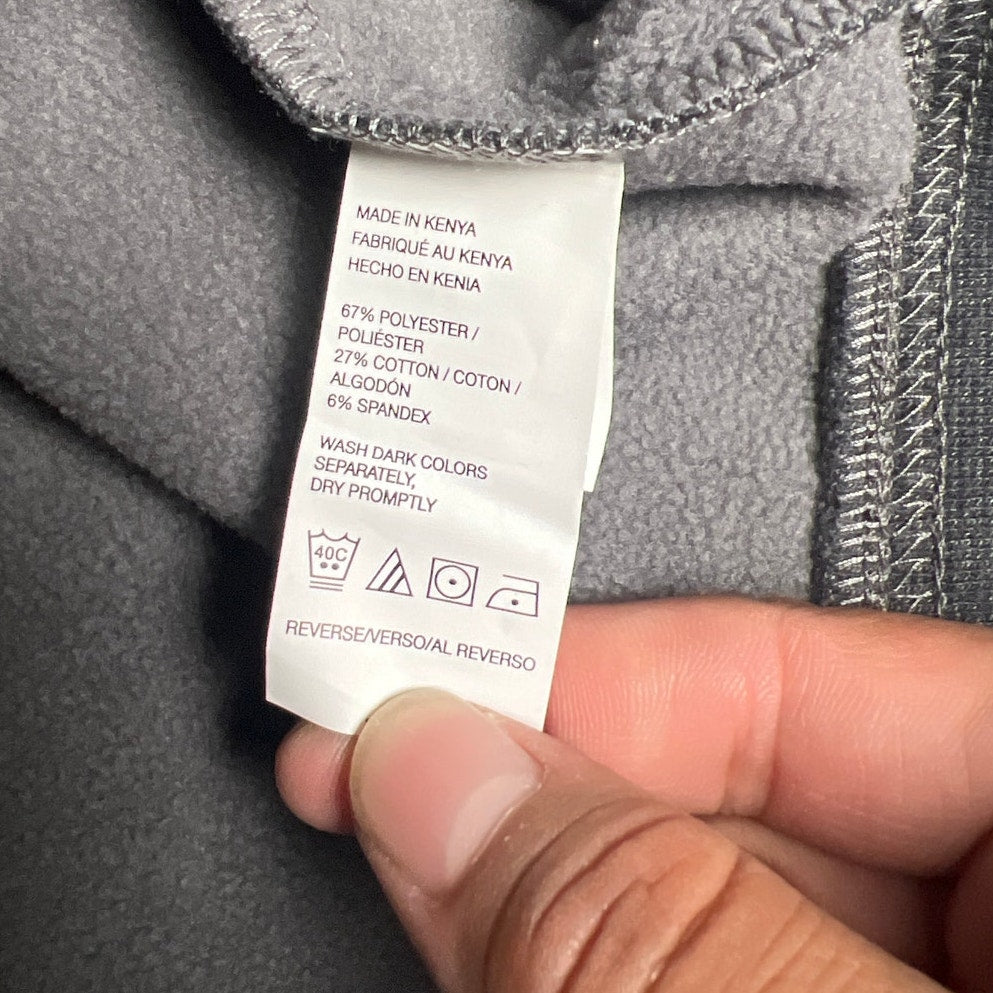 MADE IN KENYA
FABRIQUÉ AU KENYA
HECHO EN KENIA
67% POLYESTER /
POLIÉSTER
27% COTTON / COTON /
ALGODÓN
6% SPANDEX
WASH DARK COLORS
SEPARATELY,
DRY PROMPTLY
40C
REVERSE/VERSO/AL REVERSO